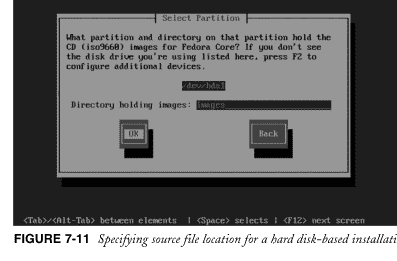 Select Partition
What partition and directory on that partition hold the
CD (iso9660) images for Fedora Core? If you don't see
the disk drive you're using listed here, press F2 to
configure additional devices.
/dev/hda1
Directory holding images: images
OK
Back
<Tab>/<Alt-Tab> between elements | <Space> selects | <F12> next screen
FIGURE 7-11 Specifying source file location for a hard disk-based installati